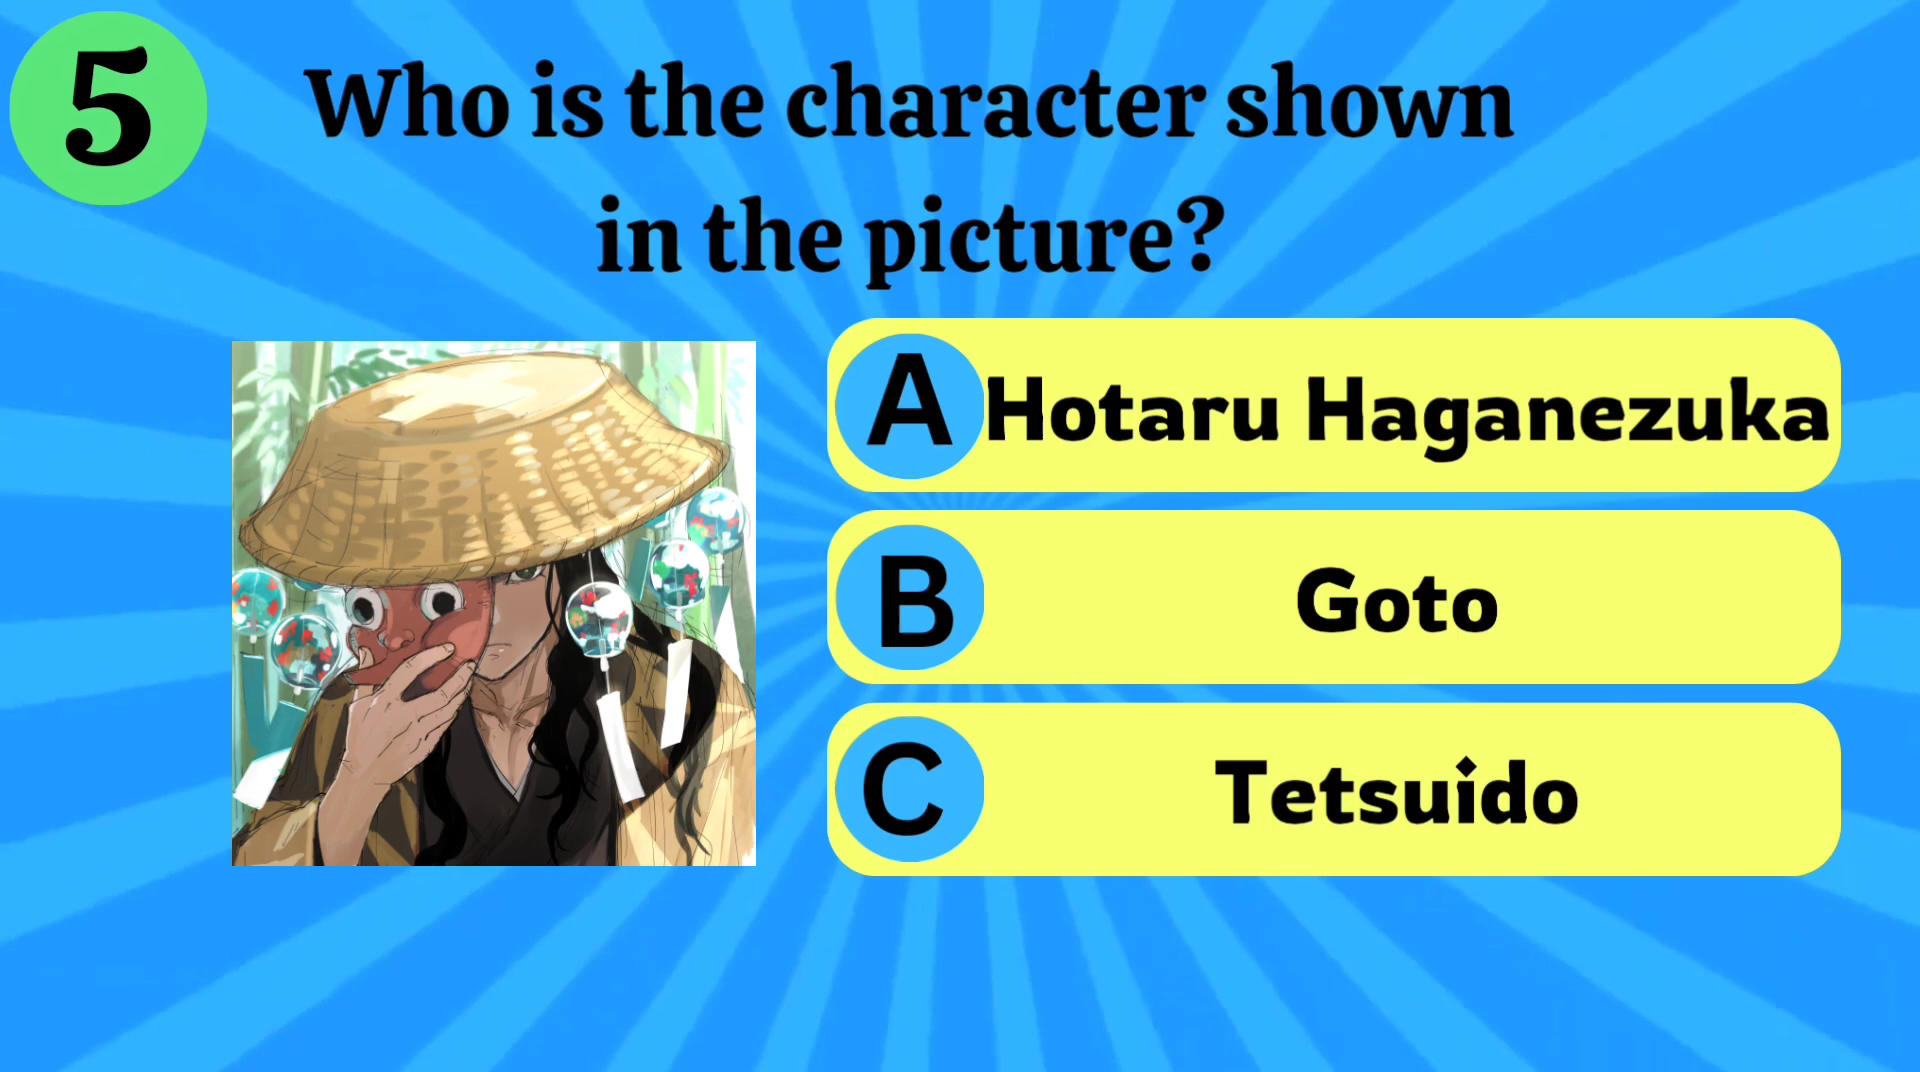 5
Who is the character shown
in the picture?
A Hotaru Haganezuka
B Goto
C Tetsuido